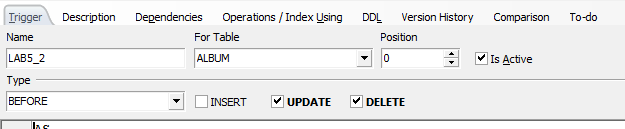 Trigger Description Dependencies Operations / Index Using DDL Version History Comparison To-do
Name For Table Position
LAB5_2 ALBUM 0 Is Active
Type
BEFORE INSERT UPDATE DELETE
AS